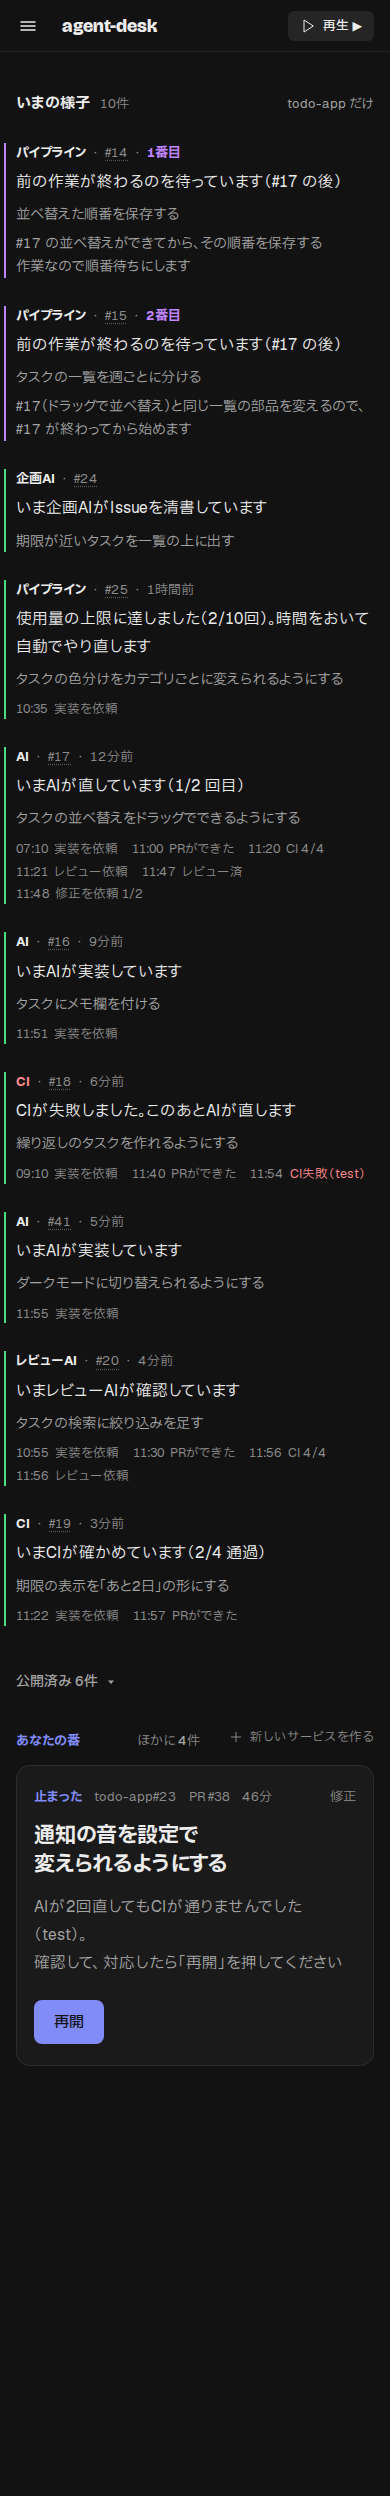 agent-desk
再生 ▶
いまの様子 10件 todo-app だけ
パイプライン · #14 · 1番目
前の作業が終わるのを待っています（#17 の後）
並べ替えた順番を保存する
#17 の並べ替えができてから、その順番を保存する
作業なので順番待ちにします
パイプライン · #15 · 2番目
前の作業が終わるのを待っています（#17 の後）
タスクの一覧を週ごとに分ける
#17（ドラッグで並べ替え）と同じ一覧の部品を変えるので、
#17 が終わってから始めます
企画AI · #24
いま企画AIがIssueを清書しています
期限が近いタスクを一覧の上に出す
パイプライン · #25 · 1時間前
使用量の上限に達しました（2/10回）。時間をおいて
自動でやり直します
タスクの色分けをカテゴリごとに変えられるようにする
10:35 実装を依頼
AI · #17 · 12分前
いまAIが直しています（1/2 回目）
タスクの並べ替えをドラッグでできるようにする
07:10 実装を依頼 11:00 PRができた 11:20 CI 4/4
11:21 レビュー依頼 11:47 レビュー済
11:48 修正を依頼 1/2
AI · #16 · 9分前
いまAIが実装しています
タスクにメモ欄を付ける
11:51 実装を依頼
CI · #18 · 6分前
CIが失敗しました。このあとAIが直します
繰り返しのタスクを作れるようにする
09:10 実装を依頼 11:40 PRができた 11:54 CI失敗（test）
AI · #41 · 5分前
いまAIが実装しています
ダークモードに切り替えられるようにする
11:55 実装を依頼
レビューAI · #20 · 4分前
いまレビューAIが確認しています
タスクの検索に絞り込みを足す
10:55 実装を依頼 11:30 PRができた 11:56 CI 4/4
11:56 レビュー依頼
CI · #19 · 3分前
いまCIが確かめています（2/4 通過）
期限の表示を「あと2日」の形にする
11:22 実装を依頼 11:57 PRができた
公開済み 6件
あなたの番 ほかに4件 ＋ 新しいサービスを作る
止まった todo-app#23 PR#38 46分 修正
通知の音を設定で
変えられるようにする
AIが2回直してもCIが通りませんでした
（test）。
確認して、対応したら「再開」を押してください
再開